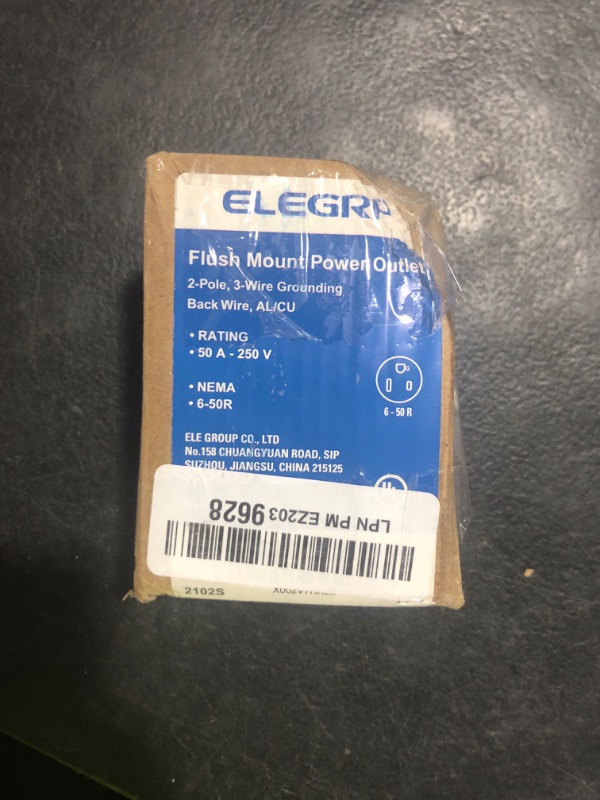 ELEGRP
Flush Mount Power Outlet
2-Pole, 3-Wire Grounding
Back Wire, AL/CU
• RATING
• 50 A - 250 V
• NEMA
• 6-50R
G
6 - 50 R
ELE GROUP CO., LTD
No.158 CHUANGYUAN ROAD, SIP
SUZHOU, JIANGSU, CHINA 215125
LPN PM EZ2039628
2102S